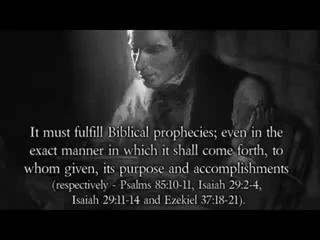 It must fulfill Biblical prophecies; even in the
exact manner in which it shall come forth, to
whom given, its purpose and accomplishments
(respectively - Psalms 85:10-11, Isaiah 29:2-4,
Isaiah 29:11-14 and Ezekiel 37:18-21).